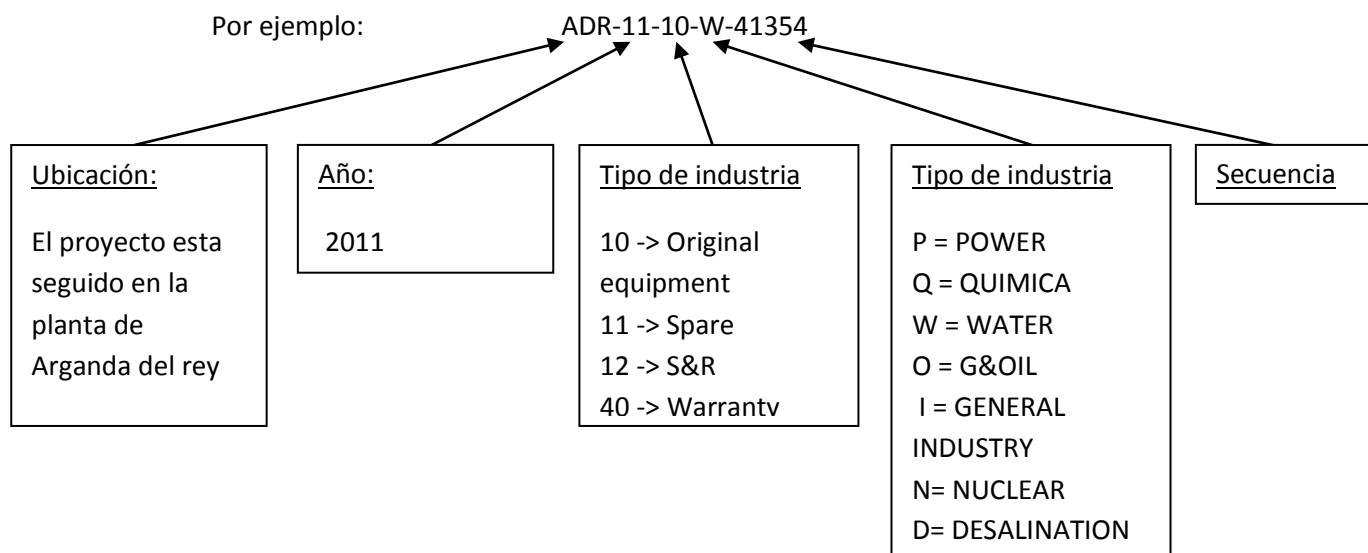 Por ejemplo: ADR-11-10-W-41354
Ubicación:
El proyecto esta
seguido en la
planta de
Arganda del rey
Año:
2011
Tipo de industria
10 -> Original
equipment
11 -> Spare
12 -> S&R
40 -> Warranty
Tipo de industria
P = POWER
Q = QUIMICA
W = WATER
O = G&OIL
I = GENERAL
INDUSTRY
N= NUCLEAR
D= DESALINATION
Secuencia